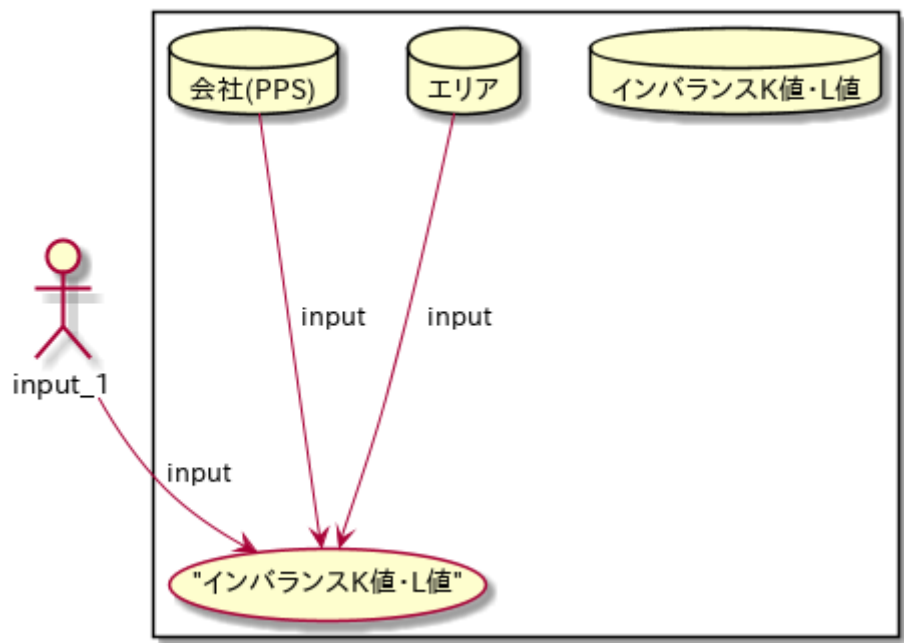 会社(PPS)
エリア
インバランスK値・L値
input
input
input_1
input
"インバランスK値・L値"